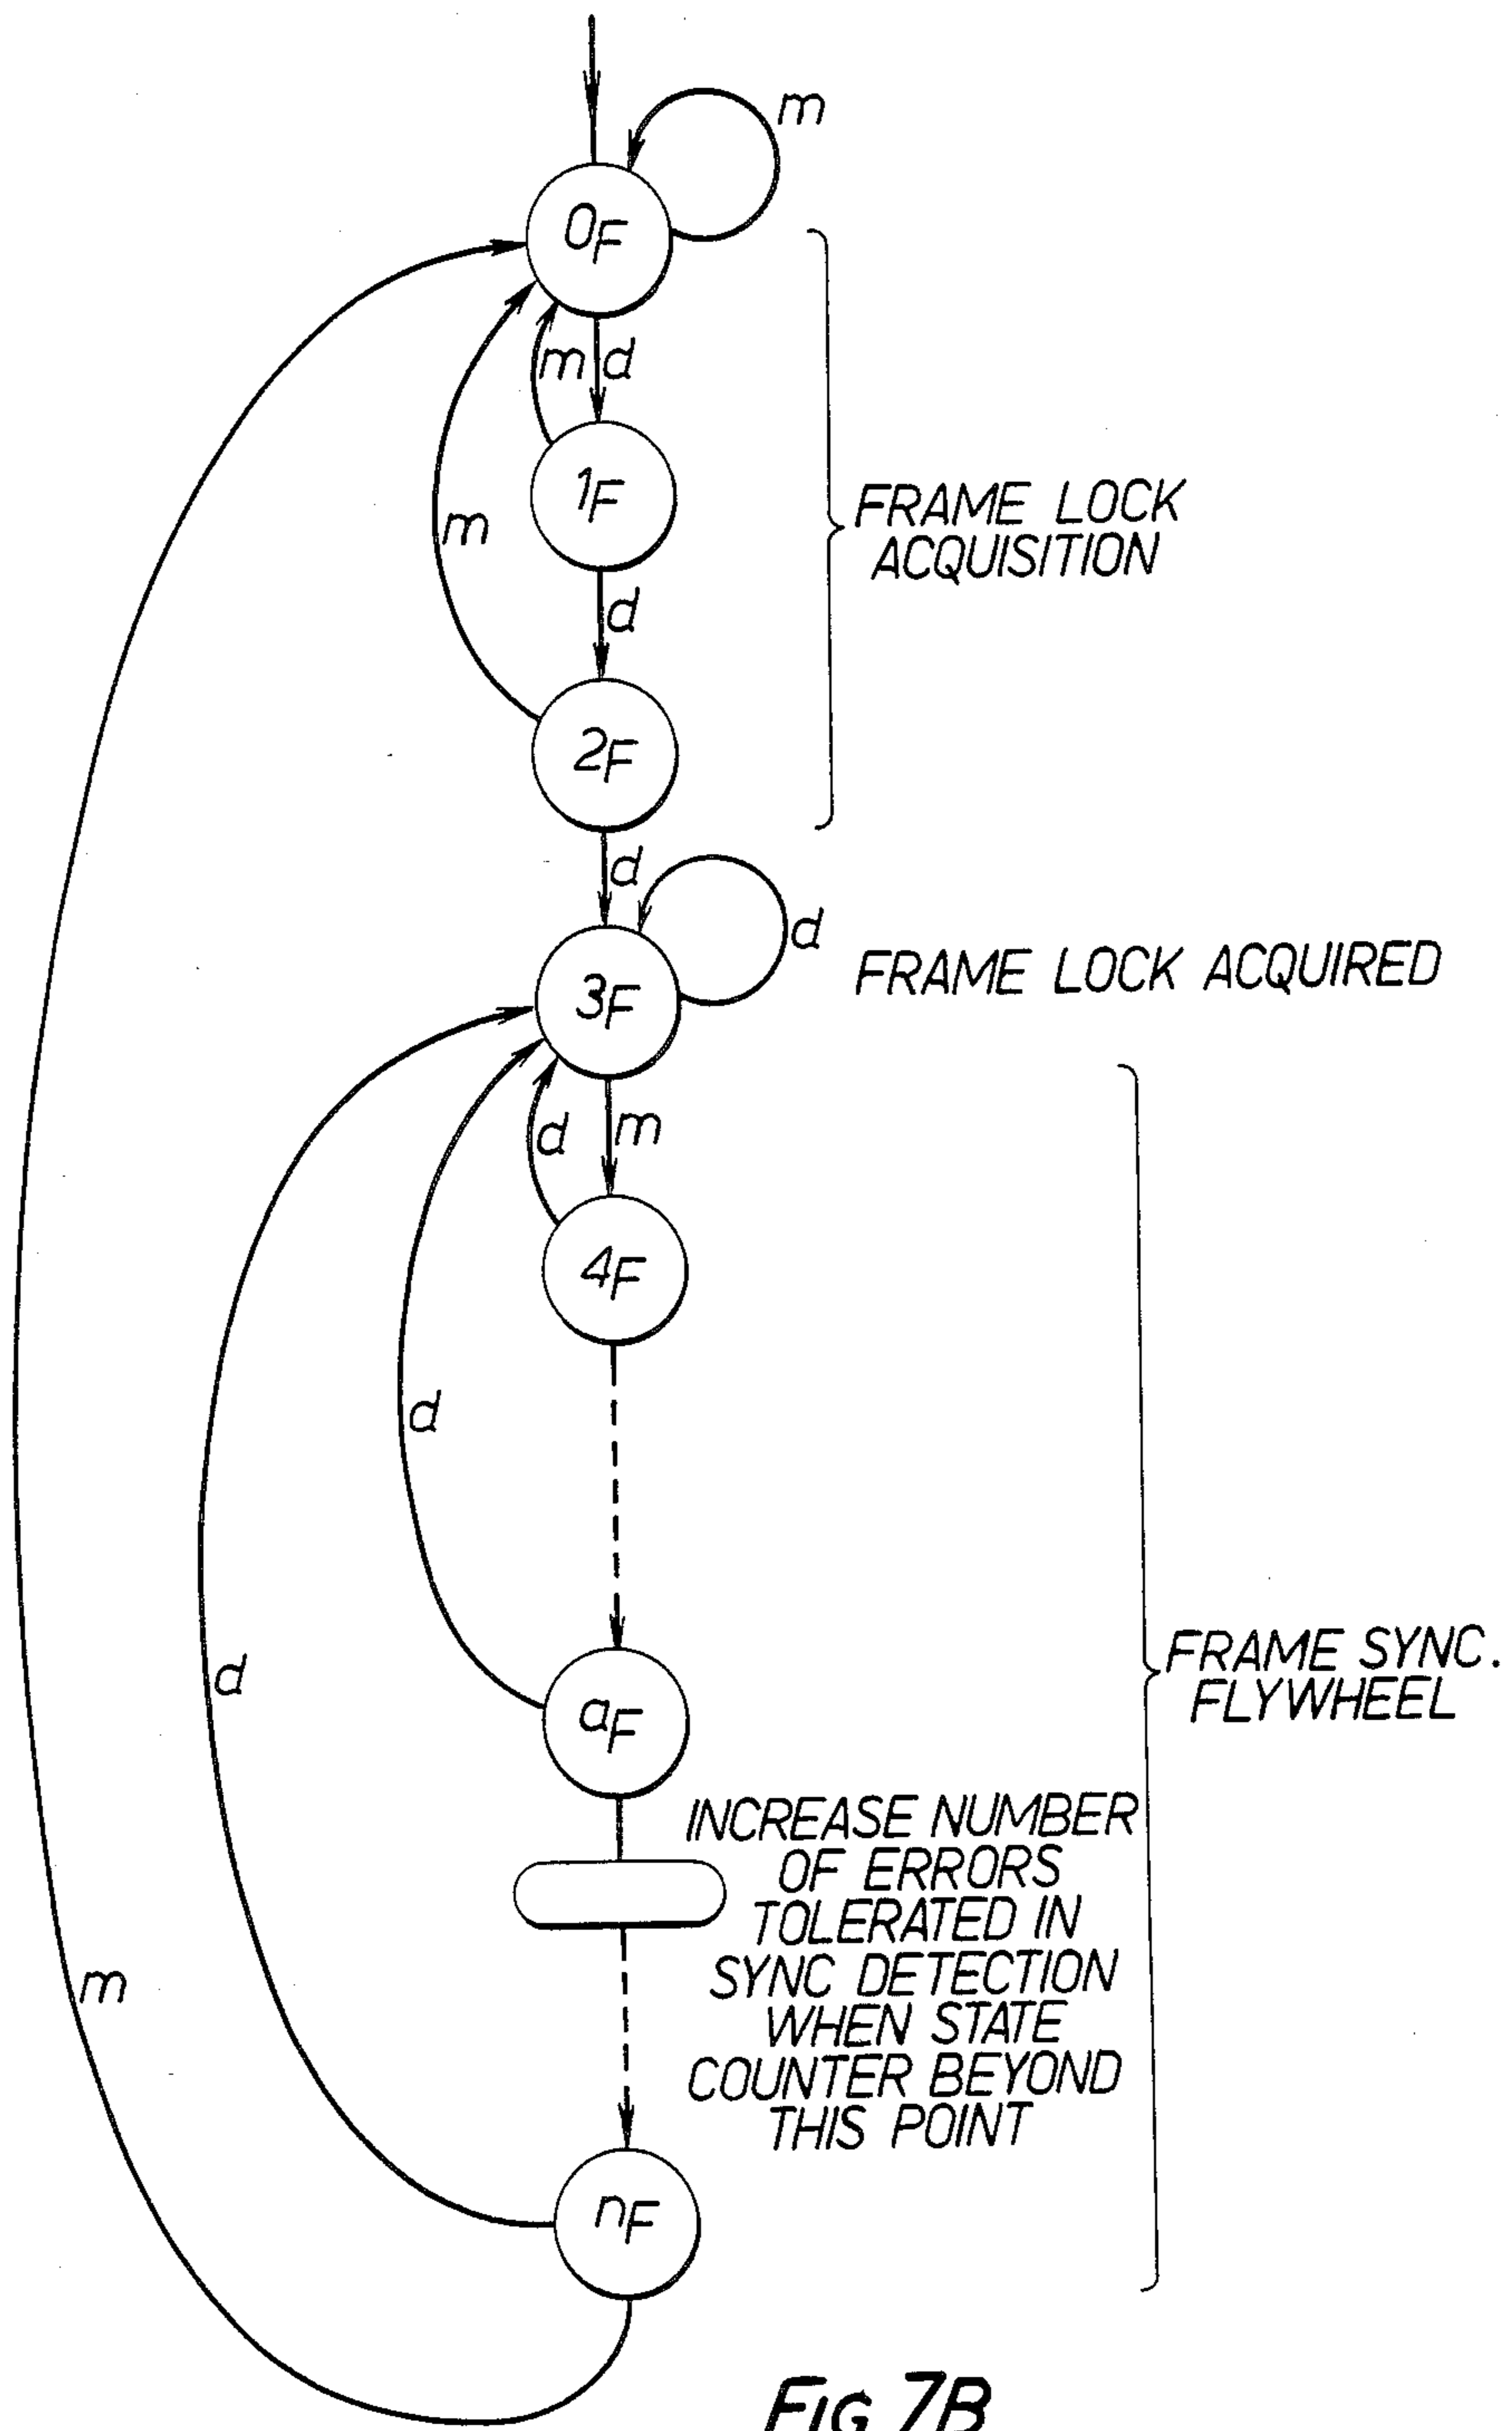 m
0F
m d
1F
m
FRAME LOCK
ACQUISITION
d
2F
d
d
3F
FRAME LOCK ACQUIRED
d m
4F
d
d
aF
FRAME SYNC.
FLYWHEEL
INCREASE NUMBER
OF ERRORS
TOLERATED IN
SYNC DETECTION
WHEN STATE
COUNTER BEYOND
THIS POINT
m
nF
FIG 7B